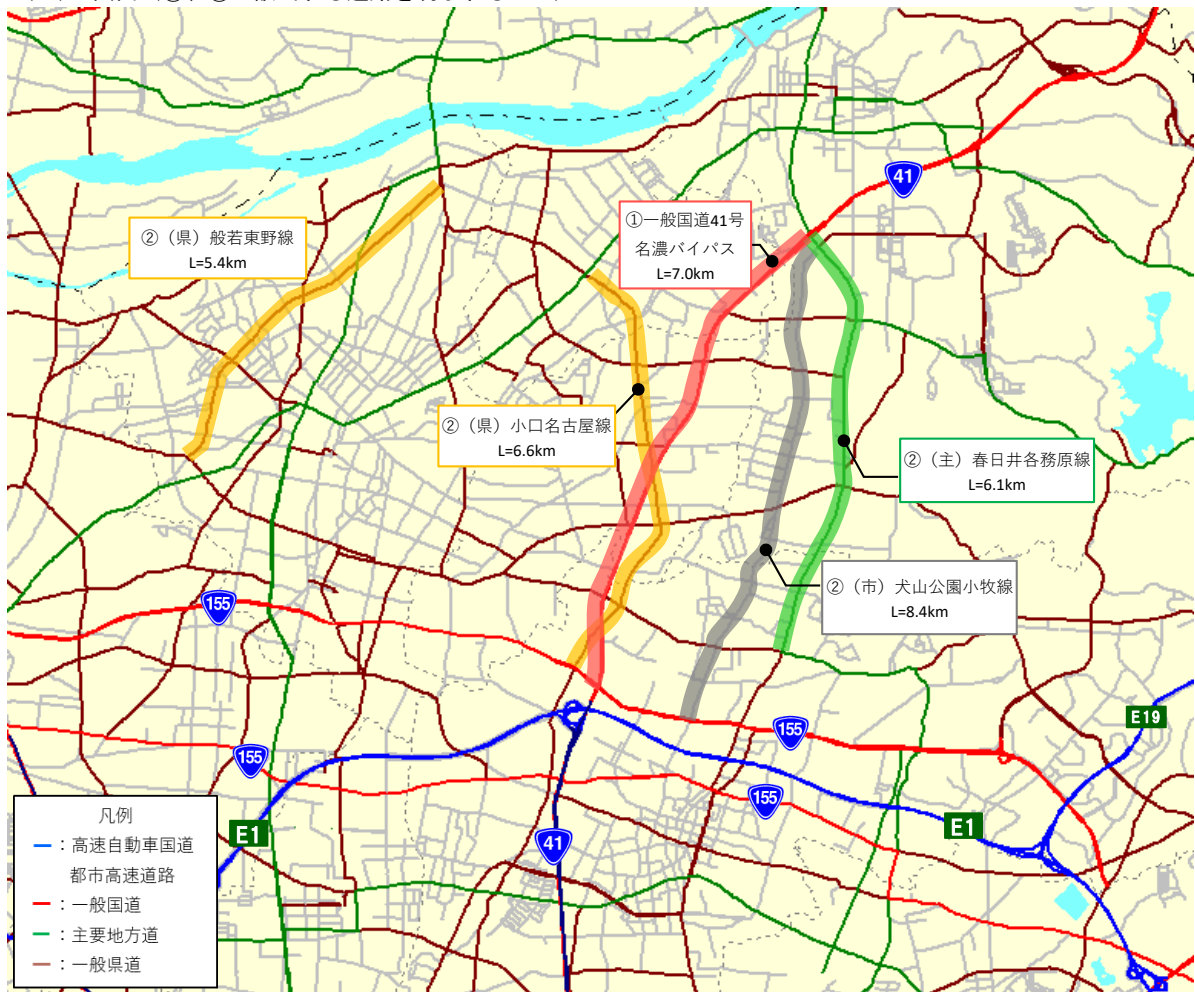 41
①一般国道41号
名濃バイパス
L=7.0km
②（県）般若東野線
L=5.4km
②（県）小口名古屋線
L=6.6km
②（主）春日井各務原線
L=6.1km
②（市）犬山公園小牧線
L=8.4km
155
E19
155
155
155
E1
41
E1
凡例
：高速自動車国道
都市高速道路
：一般国道
：主要地方道
：一般県道